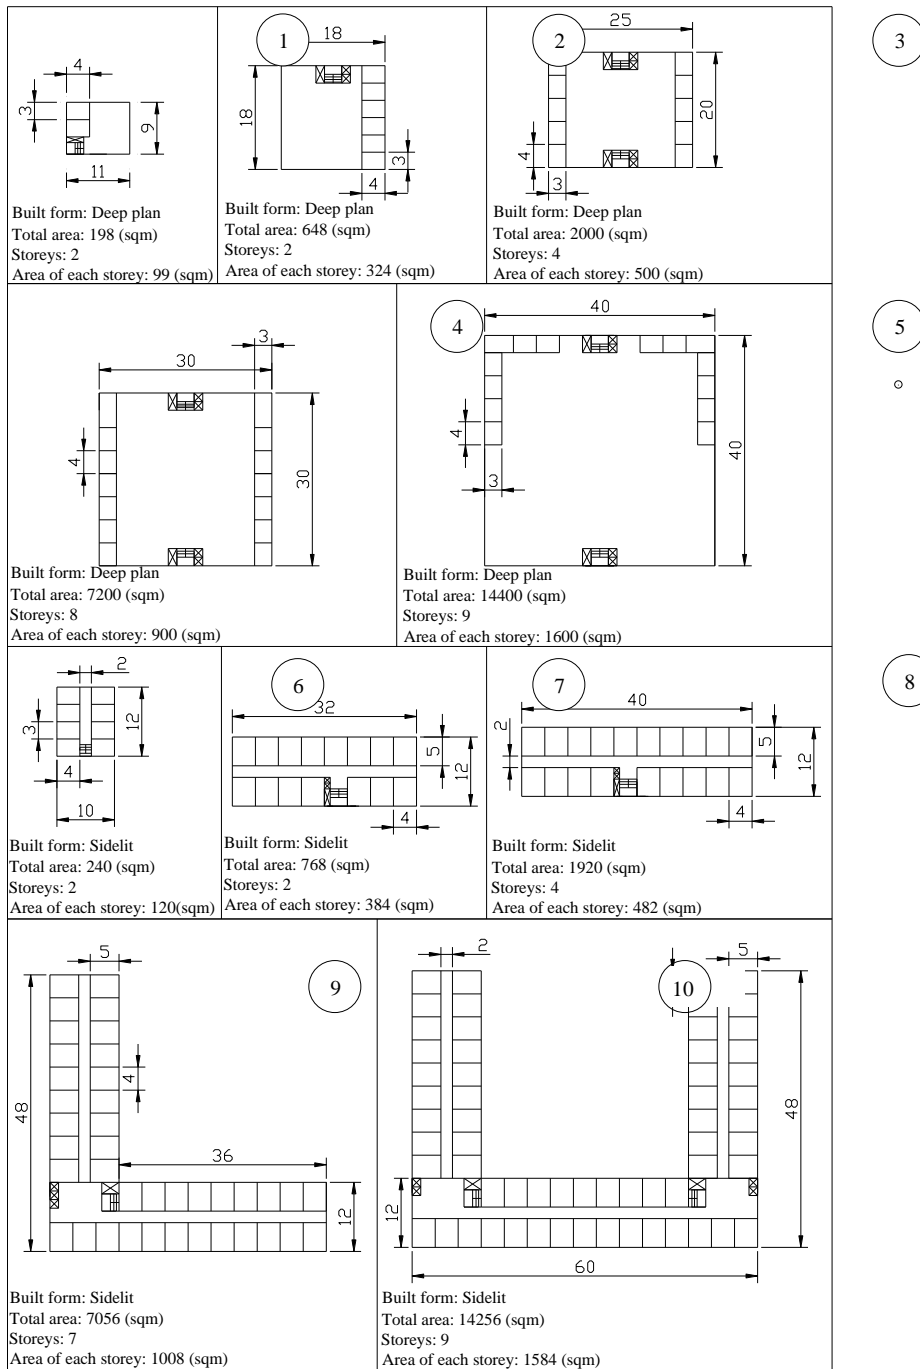 4
3
9
11
Built form: Deep plan
Total area: 198 (sqm)
Storeys: 2
Area of each storey: 99 (sqm)
1
18
18
3
4
Built form: Deep plan
Total area: 648 (sqm)
Storeys: 2
Area of each storey: 324 (sqm)
2
25
20
4
3
Built form: Deep plan
Total area: 2000 (sqm)
Storeys: 4
Area of each storey: 500 (sqm)
3
3
30
4
30
Built form: Deep plan
Total area: 7200 (sqm)
Storeys: 8
Area of each storey: 900 (sqm)
4
40
4
40
3
Built form: Deep plan
Total area: 14400 (sqm)
Storeys: 9
Area of each storey: 1600 (sqm)
5
2
3
12
4
10
Built form: Sidelit
Total area: 240 (sqm)
Storeys: 2
Area of each storey: 120(sqm)
6
32
5
12
4
Built form: Sidelit
Total area: 768 (sqm)
Storeys: 2
Area of each storey: 384 (sqm)
7
40
2
5
12
4
Built form: Sidelit
Total area: 1920 (sqm)
Storeys: 4
Area of each storey: 482 (sqm)
8
5
9
4
48
36
12
Built form: Sidelit
Total area: 7056 (sqm)
Storeys: 7
Area of each storey: 1008 (sqm)
2
5
10
48
12
60
Built form: Sidelit
Total area: 14256 (sqm)
Storeys: 9
Area of each storey: 1584 (sqm)